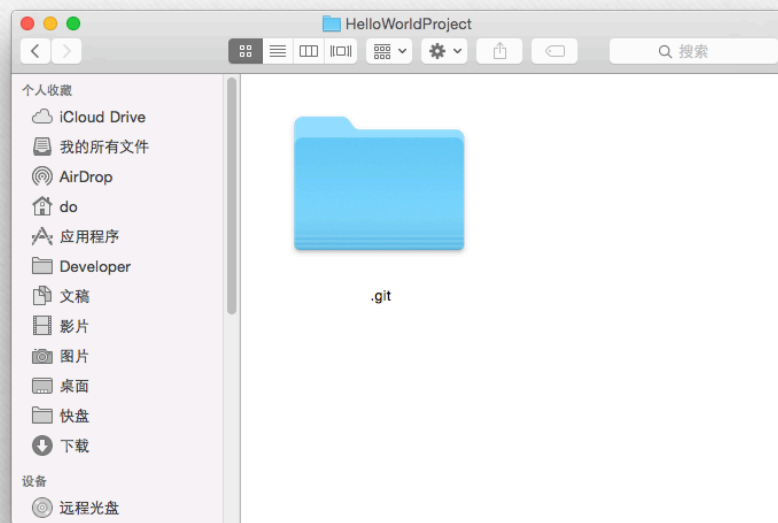 HelloWorldProject
搜索
个人收藏
iCloud Drive
我的所有文件
AirDrop
do
应用程序
Developer
文稿
影片
图片
桌面
快盘
下载
设备
远程光盘
.git